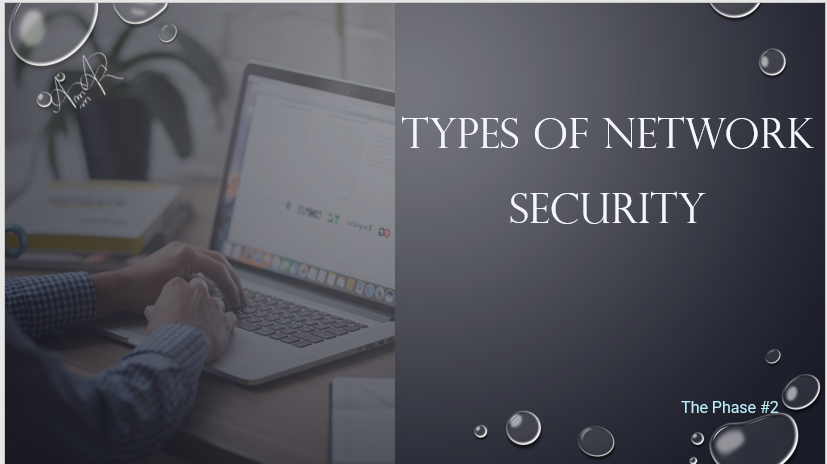 TYPES OF NETWORK
SECURITY
The Phase #2